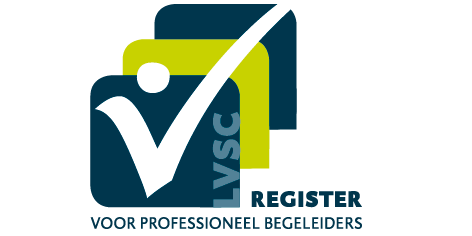 LVSC
REGISTER
VOOR PROFESSIONEEL BEGELEIDERS